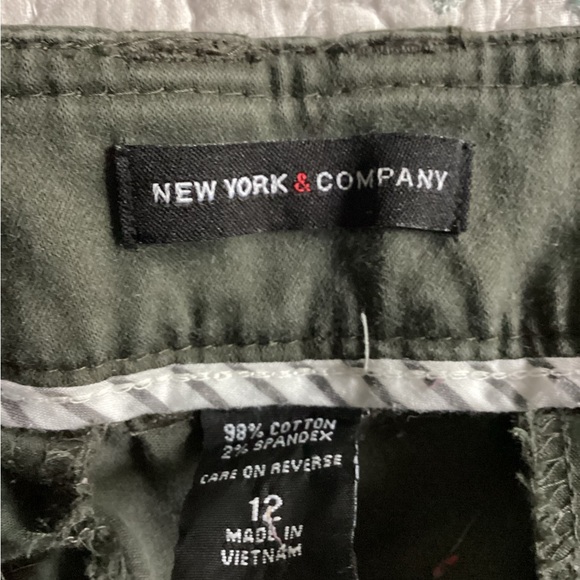 NEW YORK & COMPANY
98% COTTON
2% SPANDEX
CARE ON REVERSE
12
MADE IN
VIETNAM